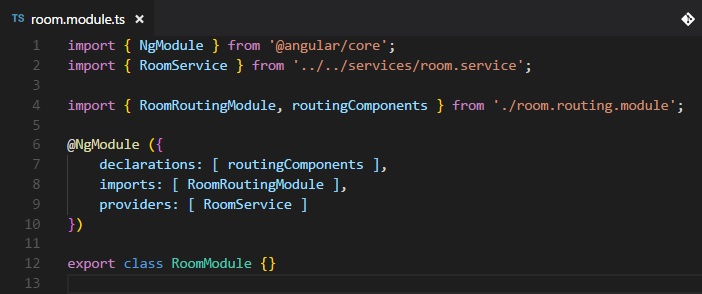 TS room.module.ts ×
1 import { NgModule } from '@angular/core';
2 import { RoomService } from '../../services/room.service';
3
4 import { RoomRoutingModule, routingComponents } from './room.routing.module';
5
6 @NgModule ({
7     declarations: [ routingComponents ],
8     imports: [ RoomRoutingModule ],
9     providers: [ RoomService ]
10 })
11
12 export class RoomModule {}
13